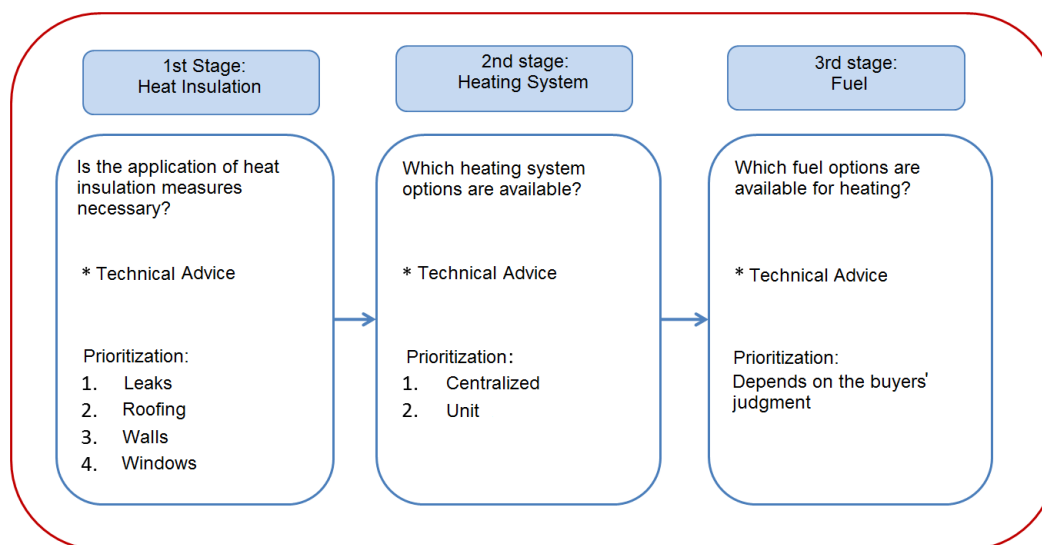 1st Stage:
Heat Insulation
Is the application of heat
insulation measures
necessary?
* Technical Advice
Prioritization:
1. Leaks
2. Roofing
3. Walls
4. Windows
2nd stage:
Heating System
Which heating system
options are available?
* Technical Advice
Prioritization:
1. Centralized
2. Unit
3rd stage:
Fuel
Which fuel options are
available for heating?
* Technical Advice
Prioritization:
Depends on the buyers'
judgment